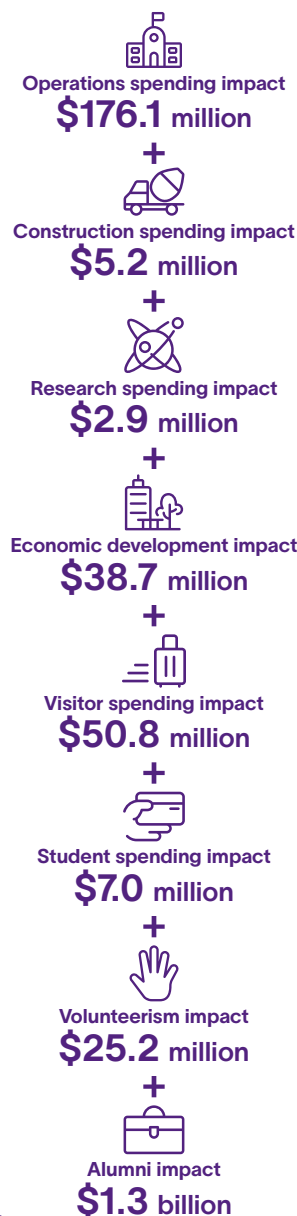 Operations spending impact
$176.1 million
+
Construction spending impact
$5.2 million
+
Research spending impact
$2.9 million
+
Economic development impact
$38.7 million
+
Visitor spending impact
$50.8 million
+
Student spending impact
$7.0 million
+
Volunteerism impact
$25.2 million
+
Alumni impact
$1.3 billion